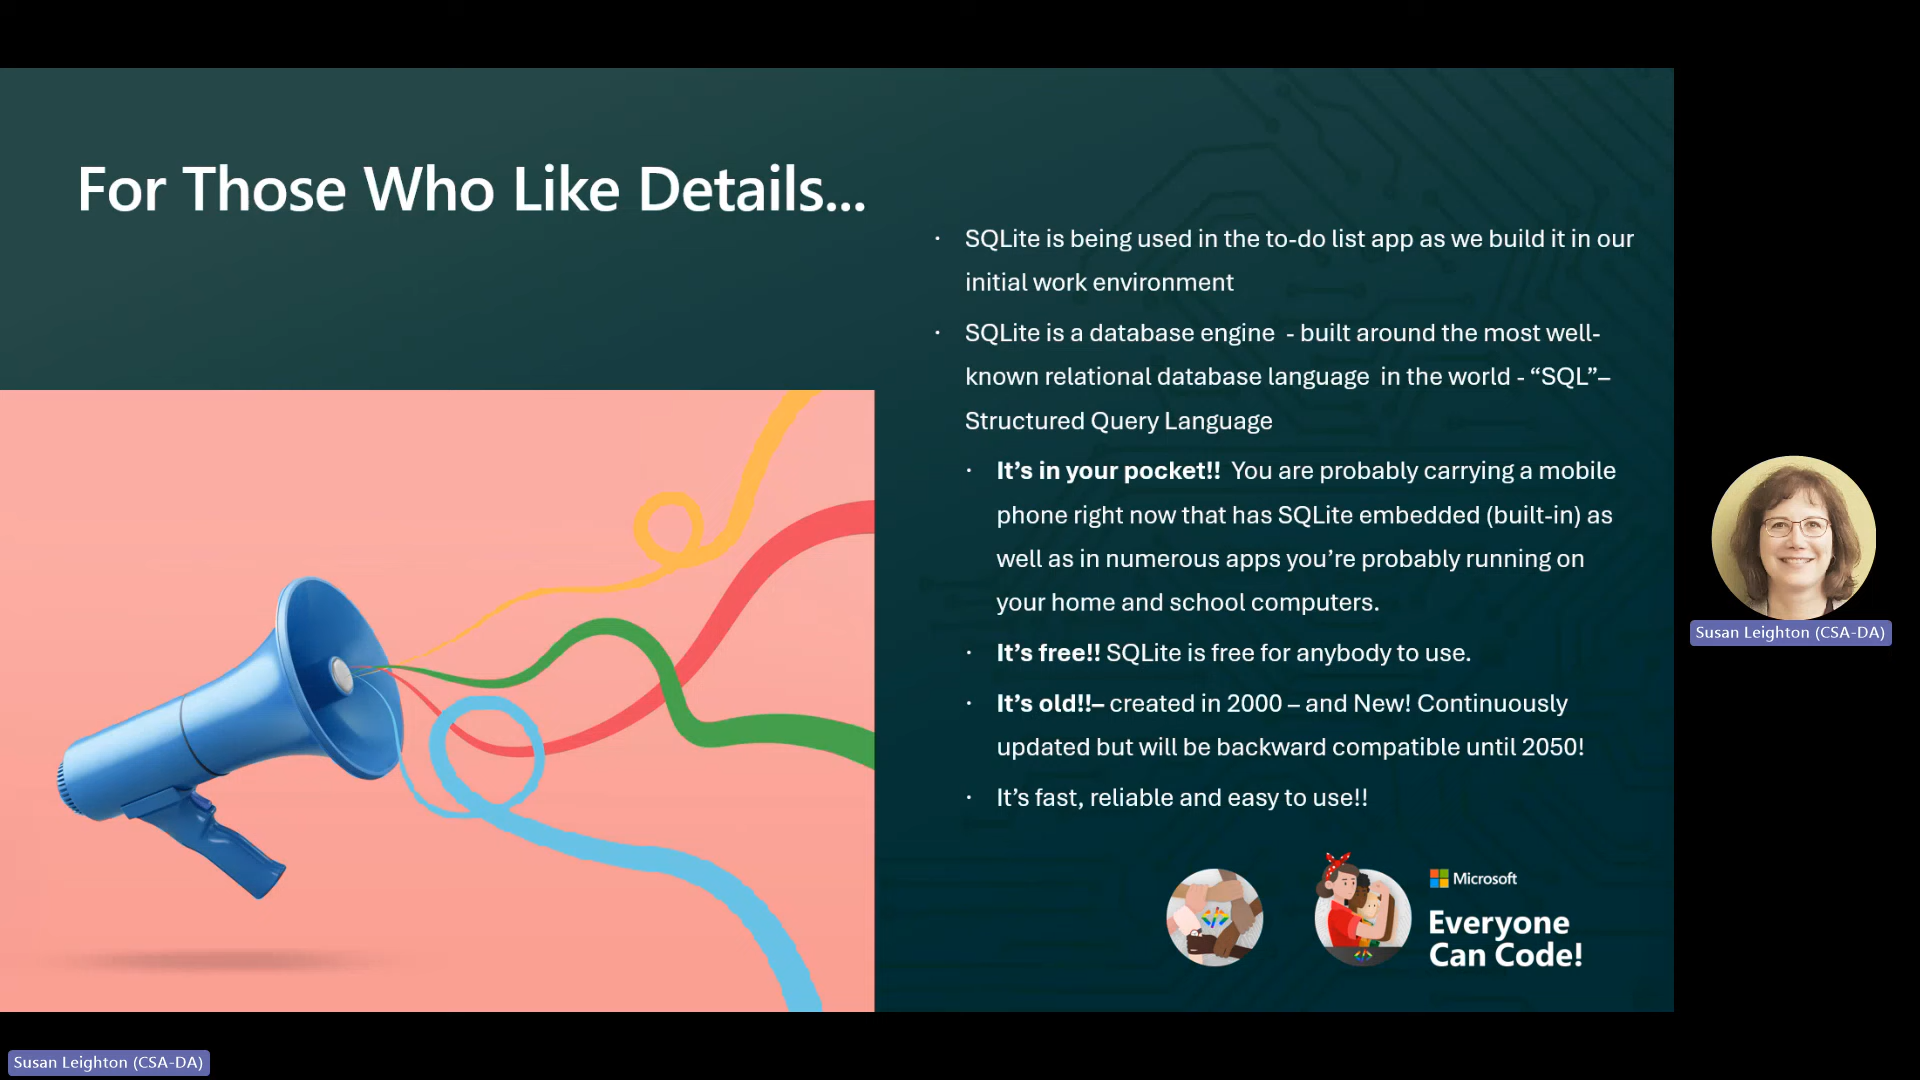 For Those Who Like Details...
· SQLite is being used in the to-do list app as we build it in our
initial work environment
· SQLite is a database engine  - built around the most well-
known relational database language  in the world - “SQL”–
Structured Query Language
· It’s in your pocket!!  You are probably carrying a mobile
phone right now that has SQLite embedded (built-in) as
well as in numerous apps you’re probably running on
your home and school computers.
· It’s free!! SQLite is free for anybody to use.
· It’s old!!– created in 2000 – and New! Continuously
updated but will be backward compatible until 2050!
· It’s fast, reliable and easy to use!!
Microsoft
Everyone
Can Code!
Susan Leighton (CSA-DA)
Susan Leighton (CSA-DA)